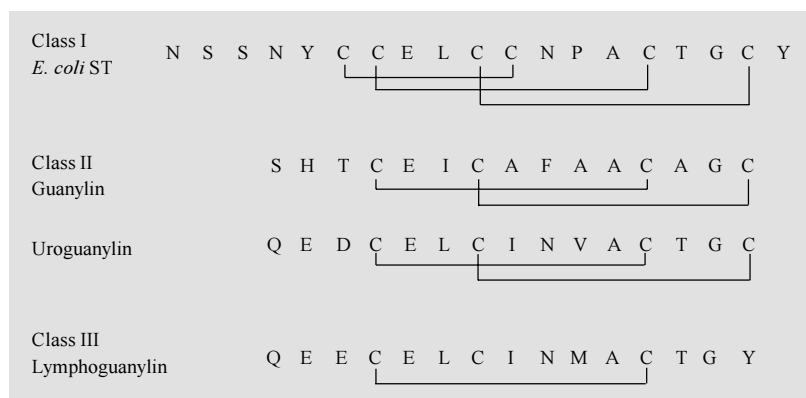 Class I
E. coli ST
N S S N Y C C E L C C N P A C T G C Y
Class II
Guanylin
S H T C E I C A F A A C A G C
Uroguanylin
Q E D C E L C I N V A C T G C
Class III
Lymphoguanylin
Q E E C E L C I N M A C T G Y